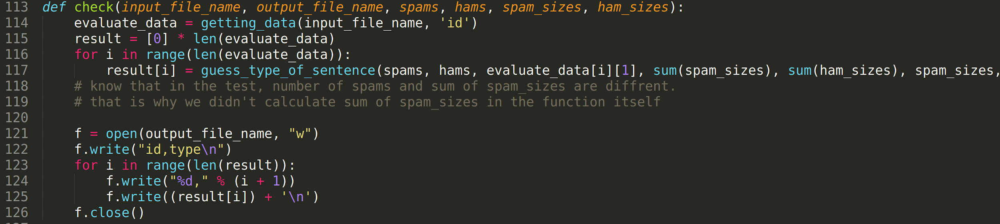 113 def check(input_file_name, output_file_name, spams, hams, spam_sizes, ham_sizes):
114     evaluate_data = getting_data(input_file_name, 'id')
115     result = [0] * len(evaluate_data)
116     for i in range(len(evaluate_data)):
117         result[i] = guess_type_of_sentence(spams, hams, evaluate_data[i][1], sum(spam_sizes), sum(ham_sizes), spam_sizes,
118     # know that in the test, number of spams and sum of spam_sizes are diffrent.
119     # that is why we didn't calculate sum of spam_sizes in the function itself
120
121     f = open(output_file_name, "w")
122     f.write("id,type\n")
123     for i in range(len(result)):
124         f.write("%d," % (i + 1))
125         f.write((result[i]) + '\n')
126     f.close()